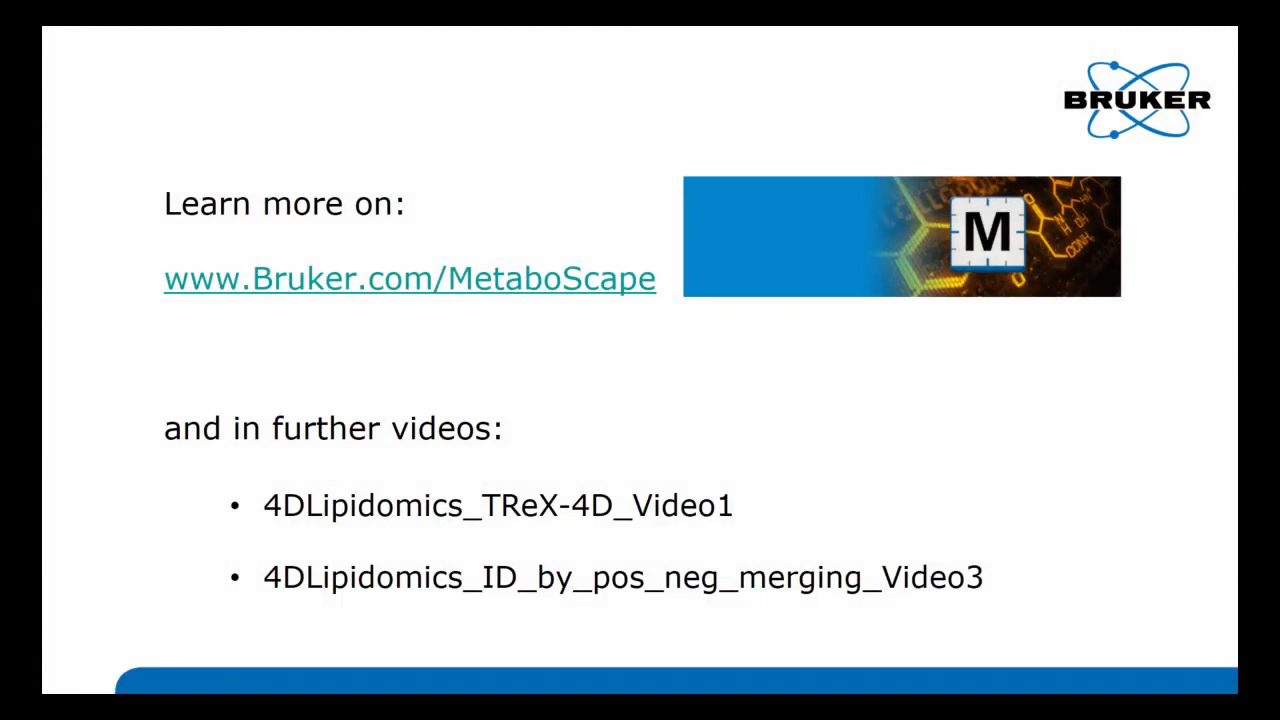 BRUKER
Learn more on:
M
www.Bruker.com/MetaboScape
and in further videos:
• 4DLipidomics_TReX-4D_Video1
• 4DLipidomics_ID_by_pos_neg_merging_Video3